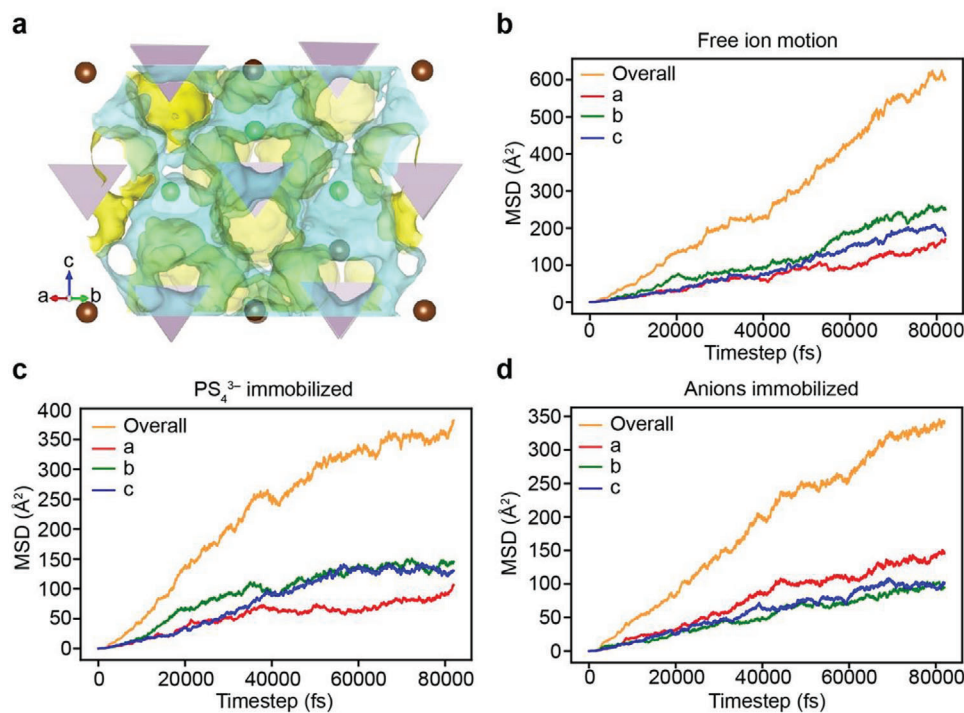 a
c
a
b
b
Free ion motion
Overall
a
b
c
MSD (Å²)
600
500
400
300
200
100
0
0
20000
40000
60000
80000
Timestep (fs)
c
PS₄³⁻ immobilized
Overall
a
b
c
MSD (Å²)
400
350
300
250
200
150
100
50
0
0
20000
40000
60000
80000
Timestep (fs)
d
Anions immobilized
Overall
a
b
c
MSD (Å²)
350
300
250
200
150
100
50
0
0
20000
40000
60000
80000
Timestep (fs)